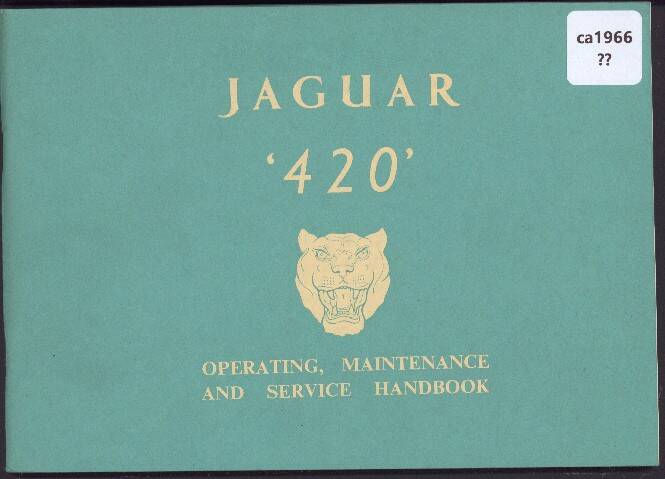 ca1966
??
JAGUAR
‘420’
OPERATING, MAINTENANCE
AND SERVICE HANDBOOK